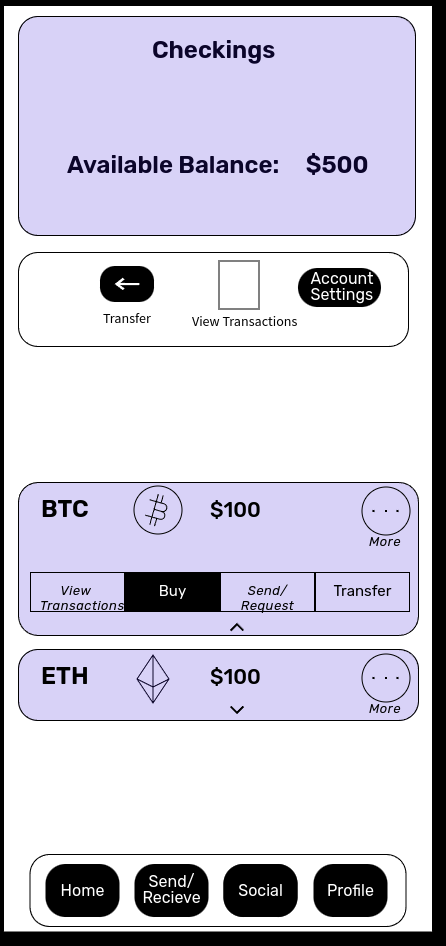 Checkings
Available Balance: $500
Transfer
View Transactions
Account
Settings
BTC $100
More
View
Transactions
Buy
Send/
Request
Transfer
ETH $100
More
Home
Send/
Recieve
Social
Profile